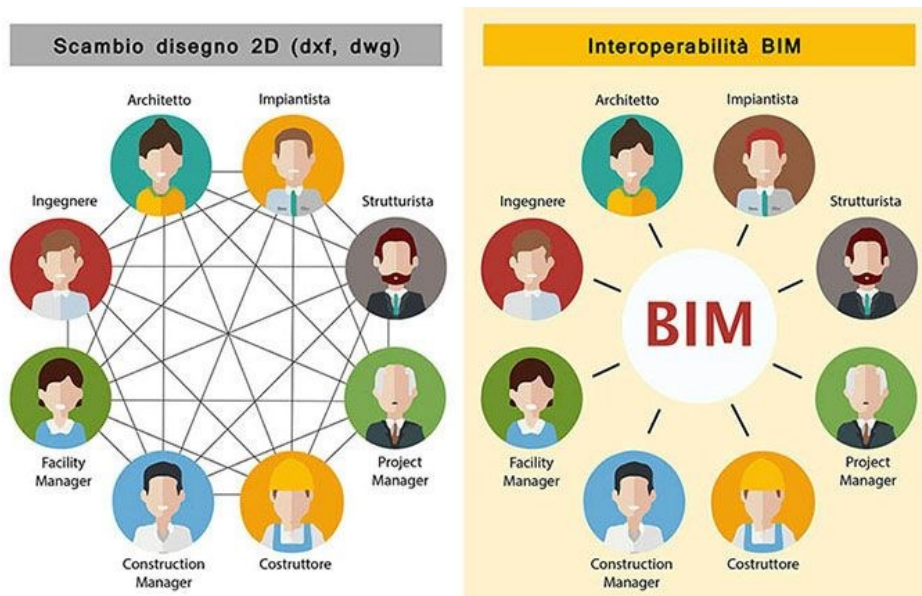 Scambio disegno 2D (dxf, dwg)
Architetto
Impiantista
Ingegnere
Strutturista
Facility
Manager
Project
Manager
Construction
Manager
Costruttore
Interoperabilità BIM
Architetto
Impiantista
Ingegnere
Strutturista
BIM
Facility
Manager
Project
Manager
Construction
Manager
Costruttore